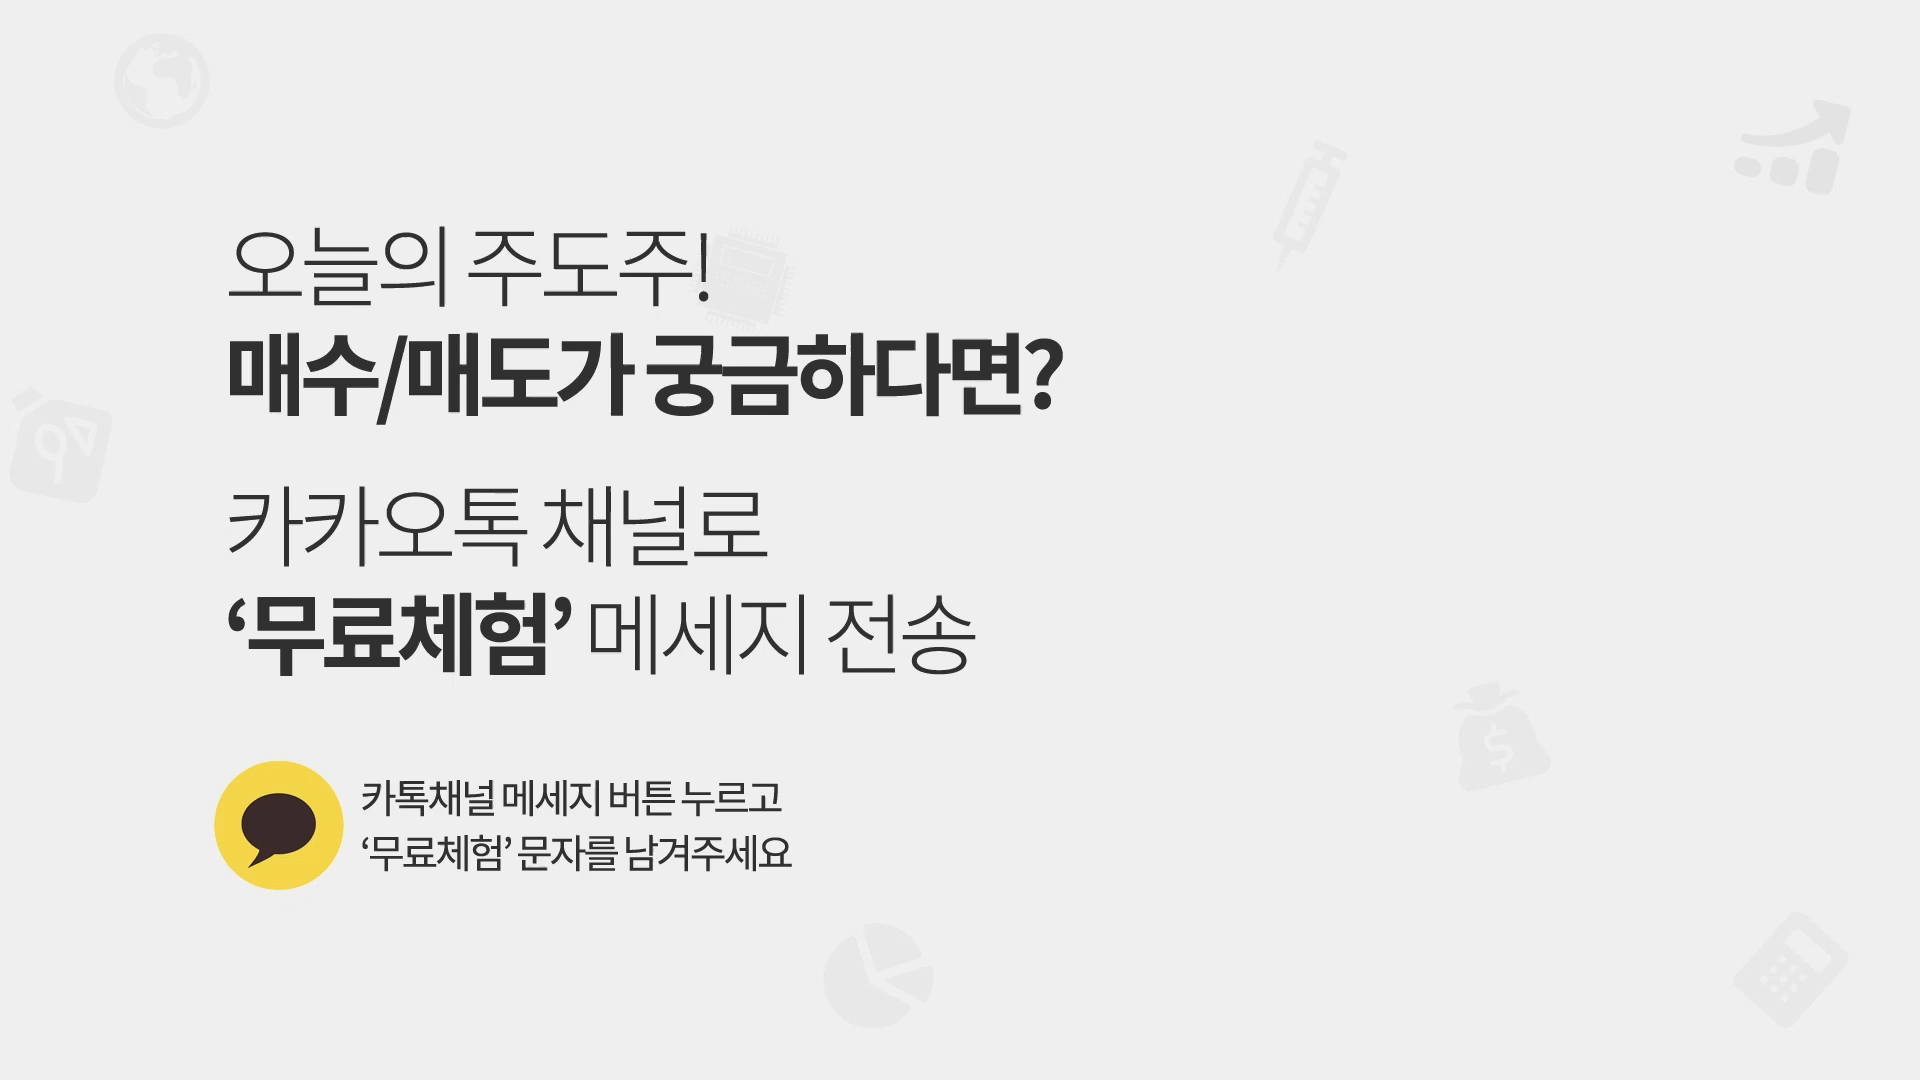 오늘의 주도주!
매수/매도가 궁금하다면?
카카오톡 채널로
‘무료체험’ 메세지 전송
카톡채널 메세지 버튼 누르고
‘무료체험’ 문자를 남겨주세요